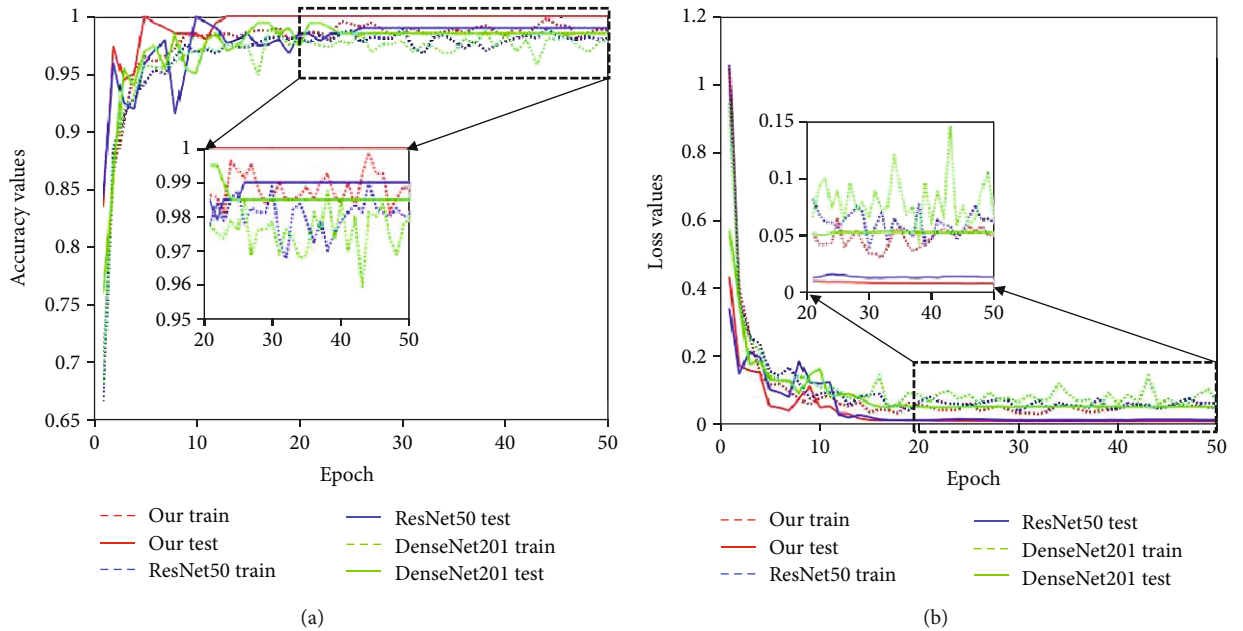 1
0.95
0.9
0.85
0.8
0.75
0.7
0.65
Accuracy values
0 10 20 30 40 50
Epoch
1
0.99
0.98
0.97
0.96
0.95
20 30 40 50
Our train
Our test
ResNet50 train
ResNet50 test
DenseNet201 train
DenseNet201 test
(a)
1.2
1
0.8
0.6
0.4
0.2
0
Loss values
0 10 20 30 40 50
Epoch
0.15
0.1
0.05
0
20 30 40 50
Our train
Our test
ResNet50 train
ResNet50 test
DenseNet201 train
DenseNet201 test
(b)